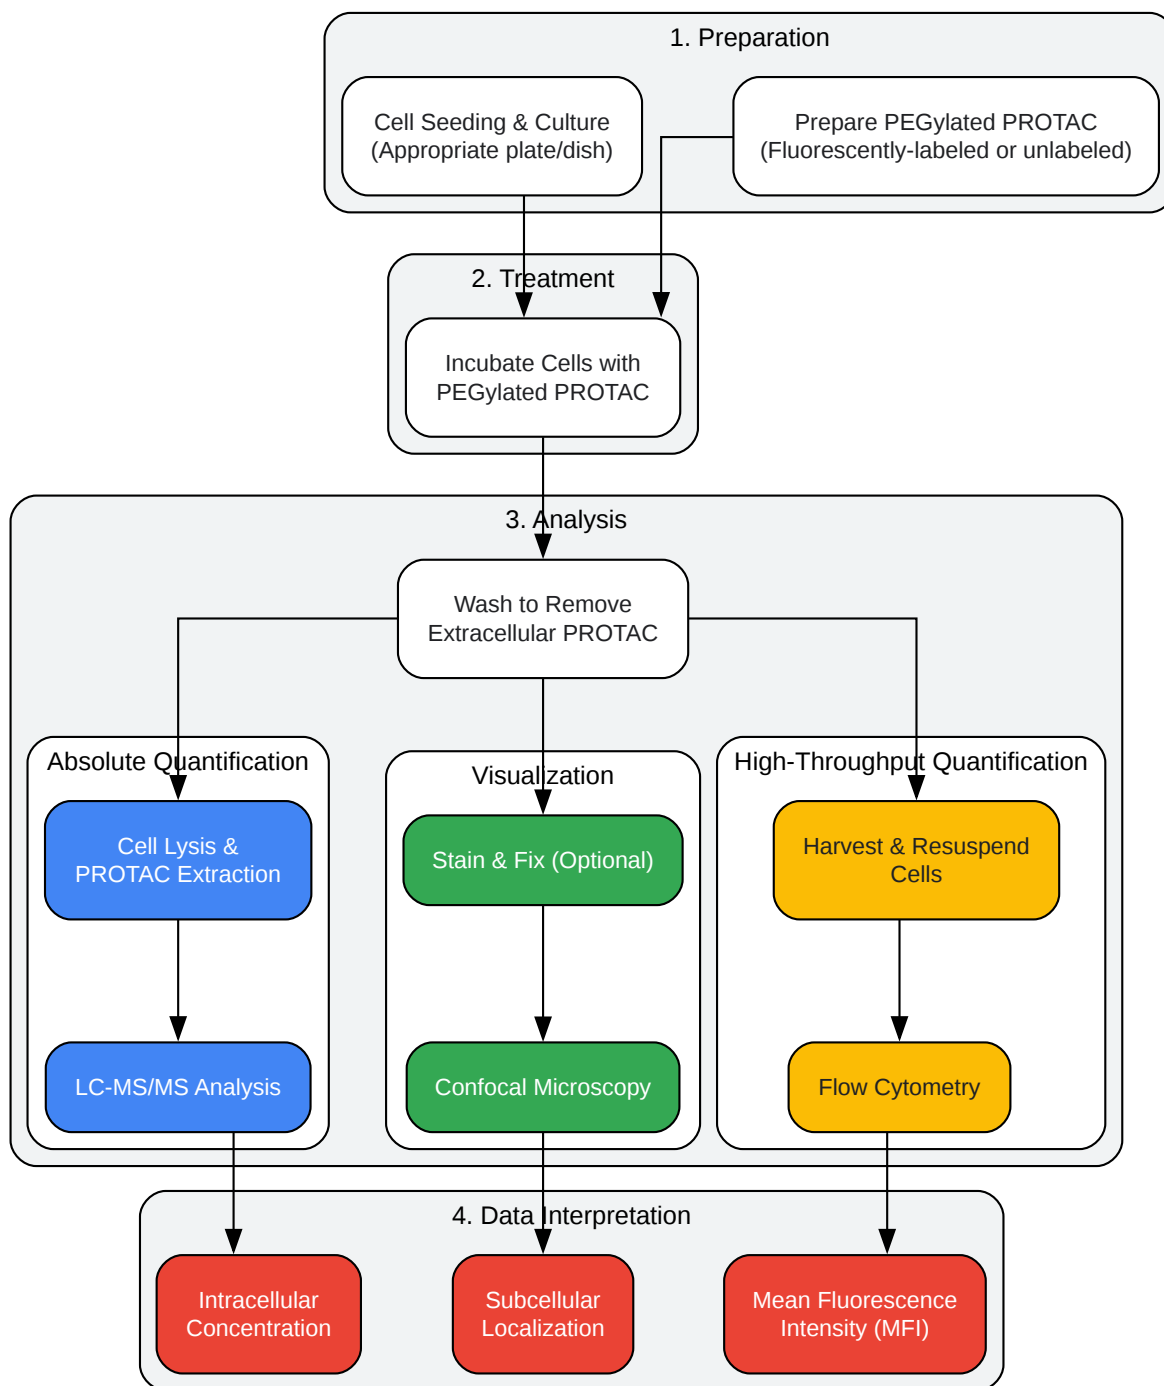 1. Preparation
Cell Seeding & Culture
(Appropriate plate/dish)
Prepare PEGylated PROTAC
(Fluorescently-labeled or unlabeled)
2. Treatment
Incubate Cells with
PEGylated PROTAC
3. Analysis
Wash to Remove
Extracellular PROTAC
Absolute Quantification
Cell Lysis &
PROTAC Extraction
LC-MS/MS Analysis
Visualization
Stain & Fix (Optional)
Confocal Microscopy
High-Throughput Quantification
Harvest & Resuspend
Cells
Flow Cytometry
4. Data Interpretation
Intracellular
Concentration
Subcellular
Localization
Mean Fluorescence
Intensity (MFI)